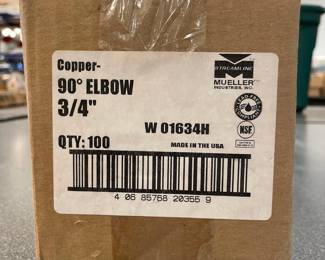 Copper-
90° ELBOW
3/4"
QTY: 100
STREAMLINE
MUELLER
INDUSTRIES, INC.
W 01634H
MADE IN THE USA
NSF
4 06 85768 20355 9